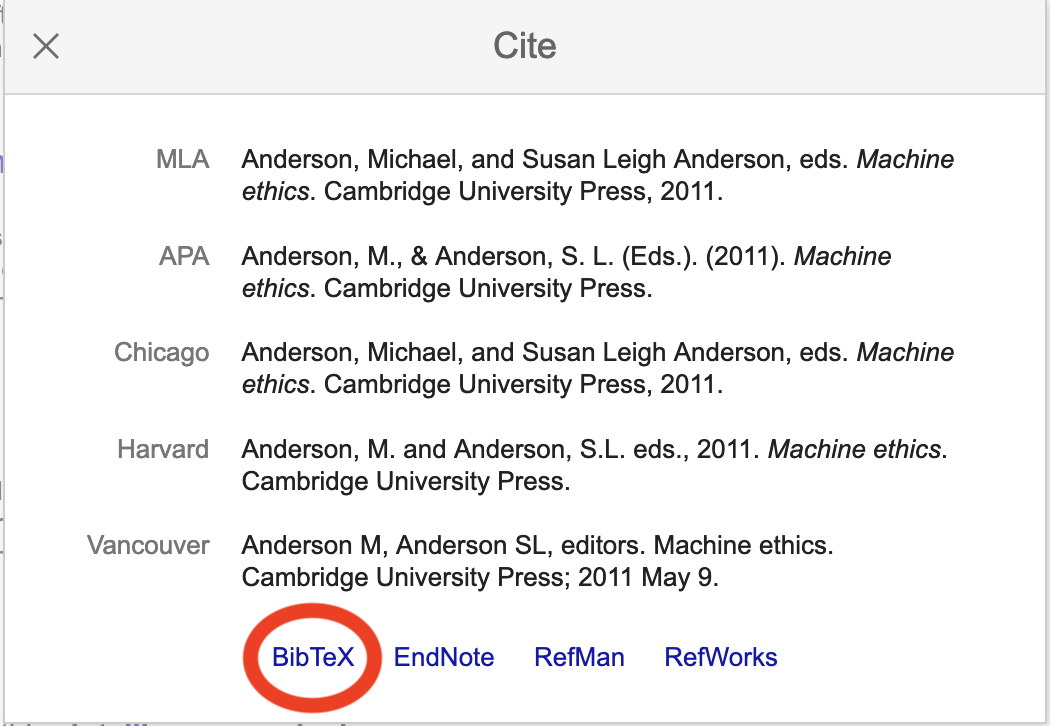 Cite
MLA Anderson, Michael, and Susan Leigh Anderson, eds. Machine
ethics. Cambridge University Press, 2011.
APA Anderson, M., & Anderson, S. L. (Eds.). (2011). Machine
ethics. Cambridge University Press.
Chicago Anderson, Michael, and Susan Leigh Anderson, eds. Machine
ethics. Cambridge University Press, 2011.
Harvard Anderson, M. and Anderson, S.L. eds., 2011. Machine ethics.
Cambridge University Press.
Vancouver Anderson M, Anderson SL, editors. Machine ethics.
Cambridge University Press; 2011 May 9.
BibTeX EndNote RefMan RefWorks